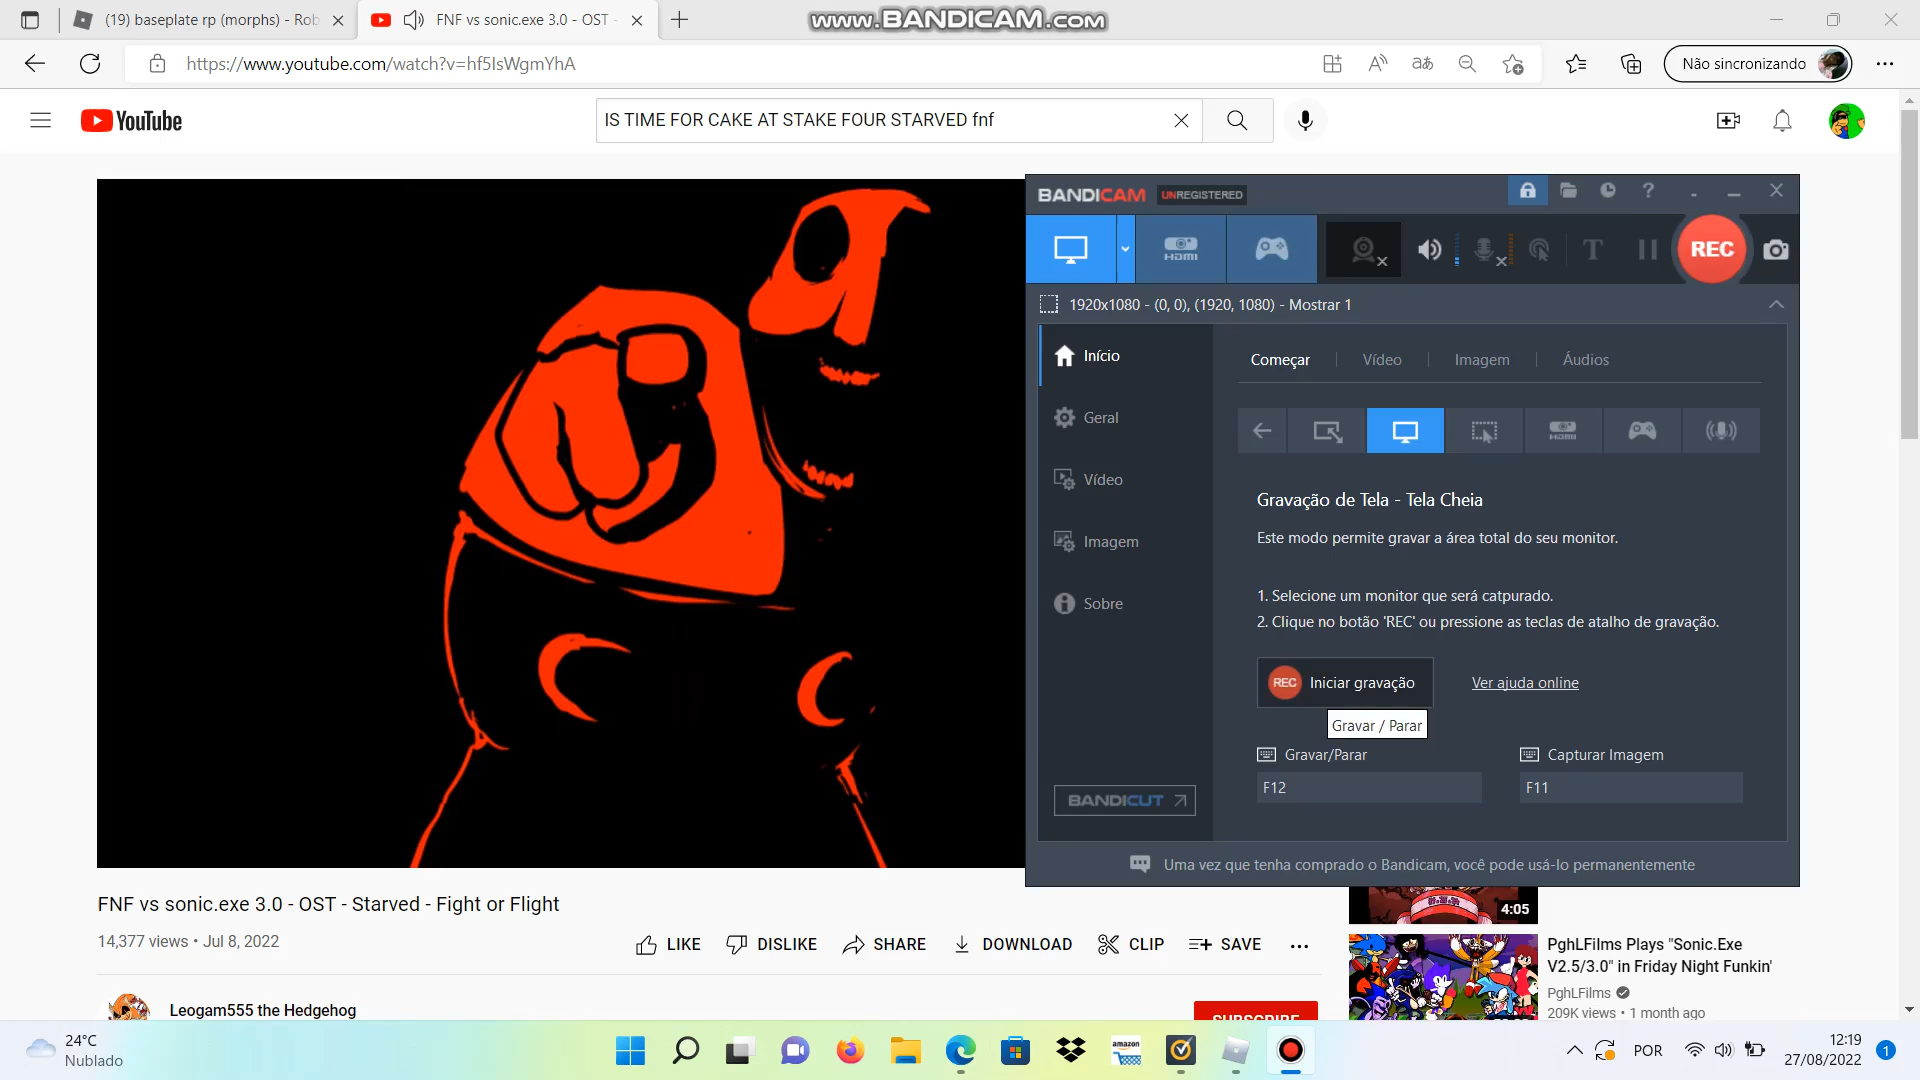 (19) baseplate rp (morphs) - Rob
FNF vs sonic.exe 3.0 - OST -
www.BANDICAM.com
https://www.youtube.com/watch?v=hf5IsWgmYhA
Não sincronizando
YouTube
IS TIME FOR CAKE AT STAKE FOUR STARVED fnf
BANDICAM UNREGISTERED
HDMI
T
REC
1920x1080 - (0, 0), (1920, 1080) - Mostrar 1
Início
Geral
Vídeo
Imagem
Sobre
BANDICUT
Começar
Vídeo
Imagem
Áudios
HDMI
Gravação de Tela - Tela Cheia
Este modo permite gravar a área total do seu monitor.
1. Selecione um monitor que será catpurado.
2. Clique no botão 'REC' ou pressione as teclas de atalho de gravação.
REC Iniciar gravação
Ver ajuda online
Gravar / Parar
Gravar/Parar
Capturar Imagem
F12
F11
Uma vez que tenha comprado o Bandicam, você pode usá-lo permanentemente
FNF vs sonic.exe 3.0 - OST - Starved - Fight or Flight
14,377 views • Jul 8, 2022
LIKE
DISLIKE
SHARE
DOWNLOAD
CLIP
SAVE
Leogam555 the Hedgehog
SUBSCRIBE
4:05
PghLFilms Plays "Sonic.Exe
V2.5/3.0" in Friday Night Funkin'
PghLFilms
209K views • 1 month ago
24°C
Nublado
amazon
POR
12:19
27/08/2022
1